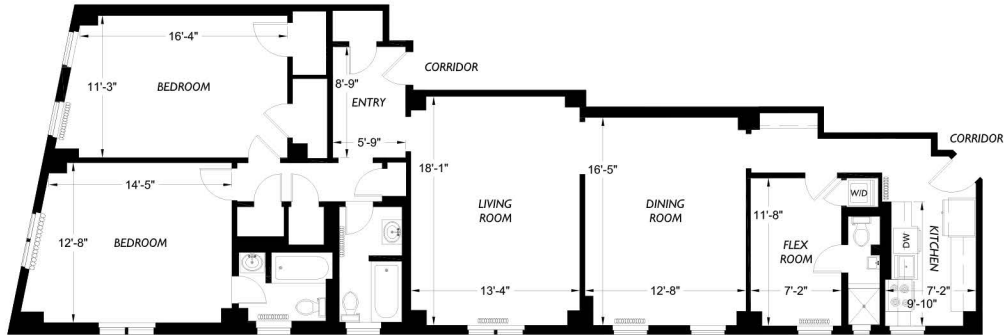 16'-4"
11'-3"
BEDROOM
8'-9"
ENTRY
5'-9"
CORRIDOR
14'-5"
12'-8"
BEDROOM
18'-1"
LIVING
ROOM
13'-4"
16'-5"
DINING
ROOM
12'-8"
11'-8"
FLEX
ROOM
7'-2"
W/D
CORRIDOR
DW
KITCHEN
7'-2"
9'-10"